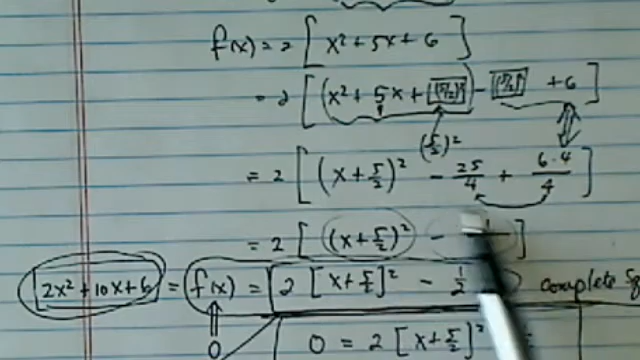 f(x) = 2 [ x² + 5x + 6 ]
= 2 [ (x² + 5x + (5/2)²) - (5/2)² + 6 ]
(5/2)²
= 2 [ (x + 5/2)² - 25/4 + 6·4/4 ]
= 2 [ (x + 5/2)² - 1 ]
2x² + 10x + 6 = f(x) = 2 [x + 5/2]² - 1/2 complete Sq
0 0 = 2 [x + 5/2]²